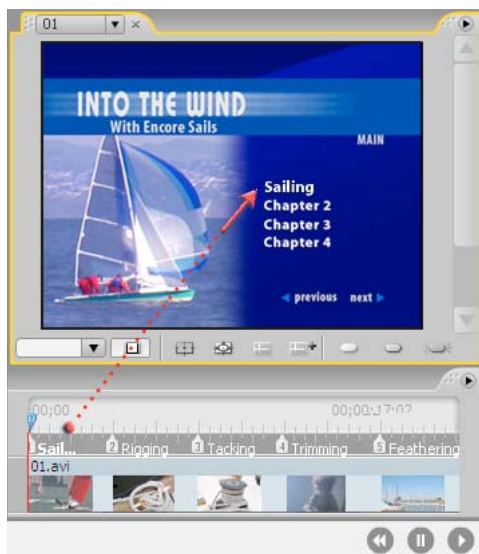 01
INTO THE WIND
With Encore Sails
MAIN
Sailing
Chapter 2
Chapter 3
Chapter 4
previous next
00;00 00;00:17:02
1 Sail... 2 Rigging 3 Tacking 4 Trimming 5 Feathering
01.avi